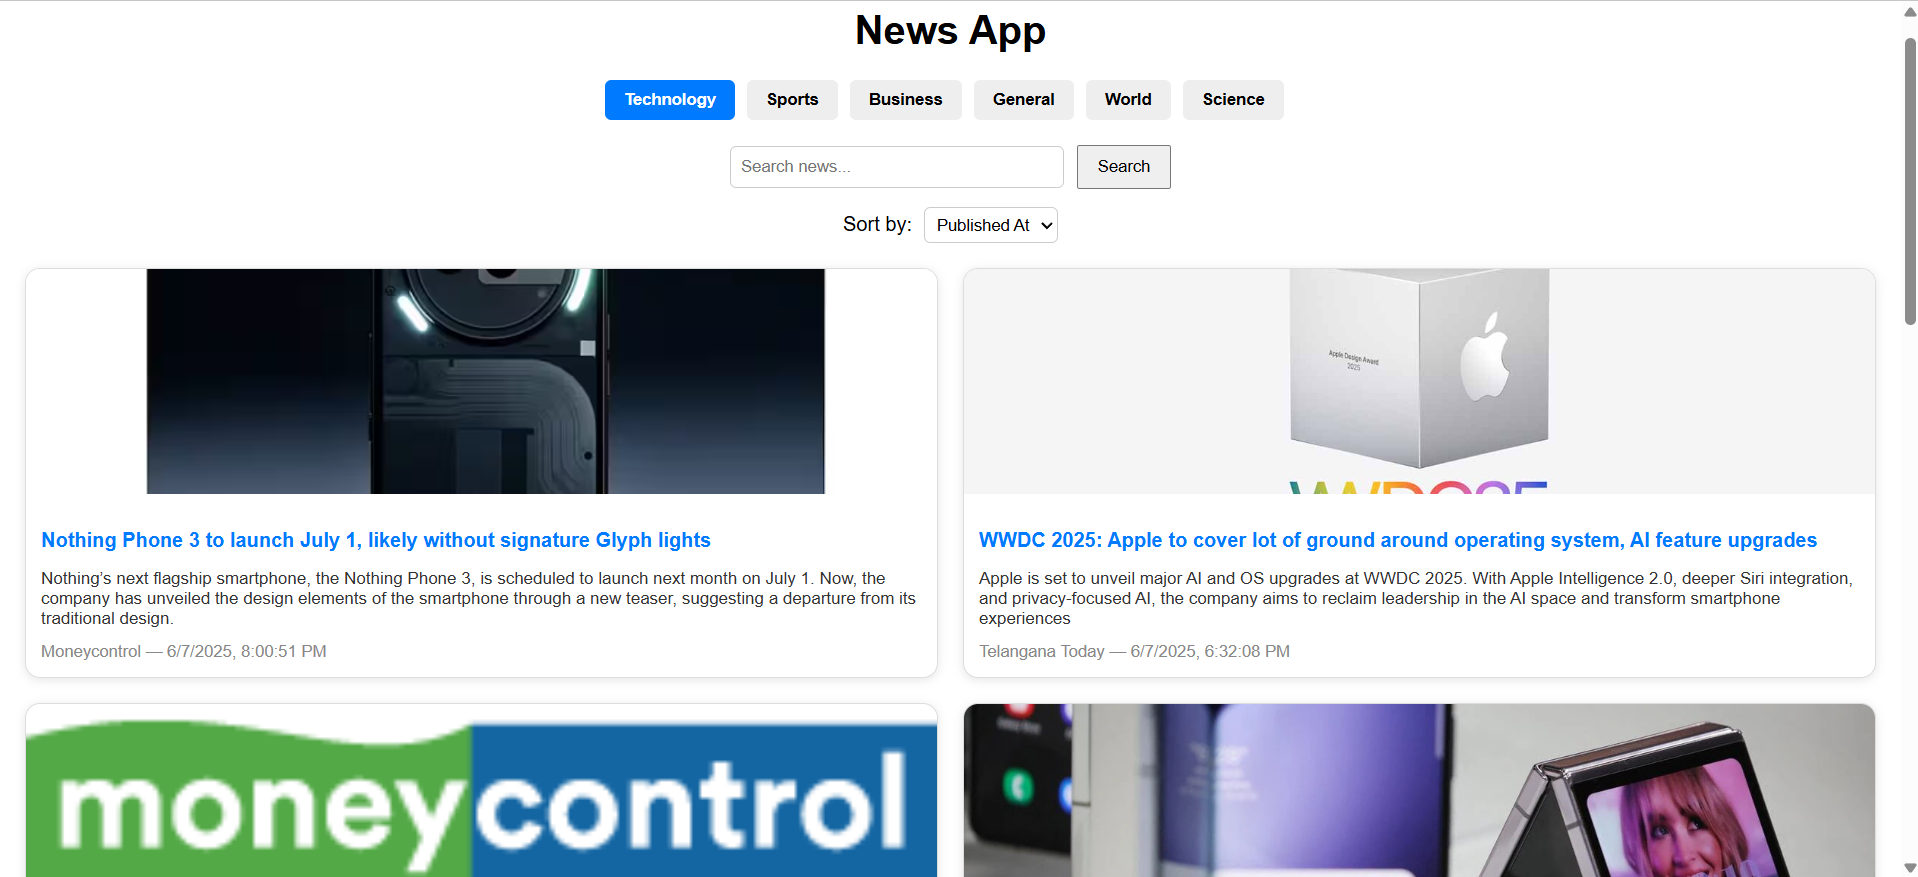 News App
Technology
Sports
Business
General
World
Science
Search news...
Search
Sort by:
Published At
Apple Design Award
2025
WWDC25
Nothing Phone 3 to launch July 1, likely without signature Glyph lights
Nothing’s next flagship smartphone, the Nothing Phone 3, is scheduled to launch next month on July 1. Now, the
company has unveiled the design elements of the smartphone through a new teaser, suggesting a departure from its
traditional design.
Moneycontrol — 6/7/2025, 8:00:51 PM
WWDC 2025: Apple to cover lot of ground around operating system, AI feature upgrades
Apple is set to unveil major AI and OS upgrades at WWDC 2025. With Apple Intelligence 2.0, deeper Siri integration,
and privacy-focused AI, the company aims to reclaim leadership in the AI space and transform smartphone
experiences
Telangana Today — 6/7/2025, 6:32:08 PM
moneycontrol